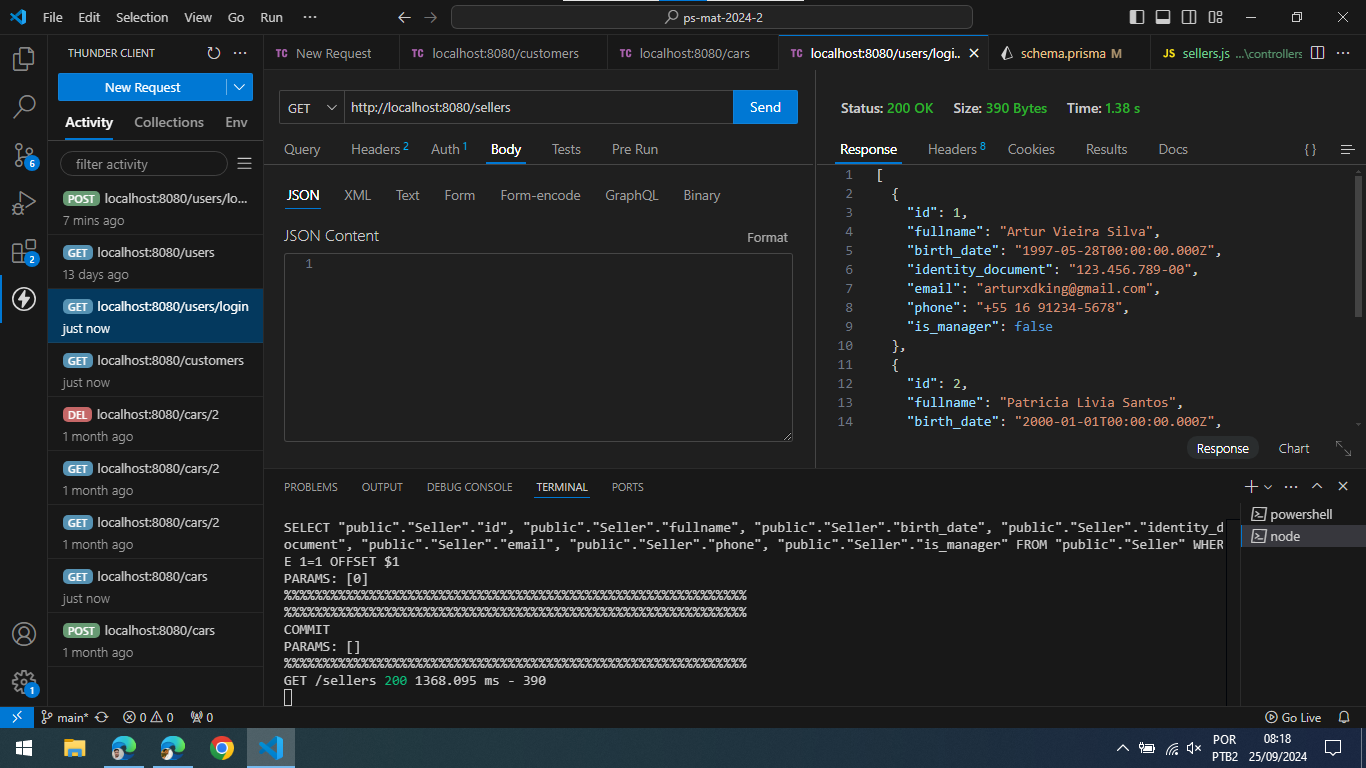 File Edit Selection View Go Run ··· ps-mat-2024-2
THUNDER CLIENT ···
New Request
Activity Collections Env
filter activity
POST localhost:8080/users/lo...
7 mins ago
GET localhost:8080/users
13 days ago
GET localhost:8080/users/login
just now
GET localhost:8080/customers
just now
DEL localhost:8080/cars/2
1 month ago
GET localhost:8080/cars/2
1 month ago
GET localhost:8080/cars/2
1 month ago
GET localhost:8080/cars
just now
POST localhost:8080/cars
1 month ago
6
2
1
TC New Request TC localhost:8080/customers TC localhost:8080/cars TC localhost:8080/users/logi.. schema.prisma M JS sellers.js ...\controllers ···
GET http://localhost:8080/sellers Send
Query Headers 2 Auth 1 Body Tests Pre Run
JSON XML Text Form Form-encode GraphQL Binary
JSON Content Format
1
Status: 200 OK Size: 390 Bytes Time: 1.38 s
Response Headers 8 Cookies Results Docs { }
1 [
2 {
3 "id": 1,
4 "fullname": "Artur Vieira Silva",
5 "birth_date": "1997-05-28T00:00:00.000Z",
6 "identity_document": "123.456.789-00",
7 "email": "arturxdking@gmail.com",
8 "phone": "+55 16 91234-5678",
9 "is_manager": false
10 },
11 {
12 "id": 2,
13 "fullname": "Patricia Livia Santos",
14 "birth_date": "2000-01-01T00:00:00.000Z",
Response Chart
PROBLEMS OUTPUT DEBUG CONSOLE TERMINAL PORTS ···
SELECT "public"."Seller"."id", "public"."Seller"."fullname", "public"."Seller"."birth_date", "public"."Seller"."identity_d
ocument", "public"."Seller"."email", "public"."Seller"."phone", "public"."Seller"."is_manager" FROM "public"."Seller" WHER
E 1=1 OFFSET $1
PARAMS: [0]
%%%%%%%%%%%%%%%%%%%%%%%%%%%%%%%%%%%%%%%%%%%%%%%%%%%%%%%%%%%%
%%%%%%%%%%%%%%%%%%%%%%%%%%%%%%%%%%%%%%%%%%%%%%%%%%%%%%%%%%%%
COMMIT
PARAMS: []
%%%%%%%%%%%%%%%%%%%%%%%%%%%%%%%%%%%%%%%%%%%%%%%%%%%%%%%%%%%%
GET /sellers 200 1368.095 ms - 390
powershell
node
main* 0 0 0 Go Live
POR
PTB2
08:18
25/09/2024